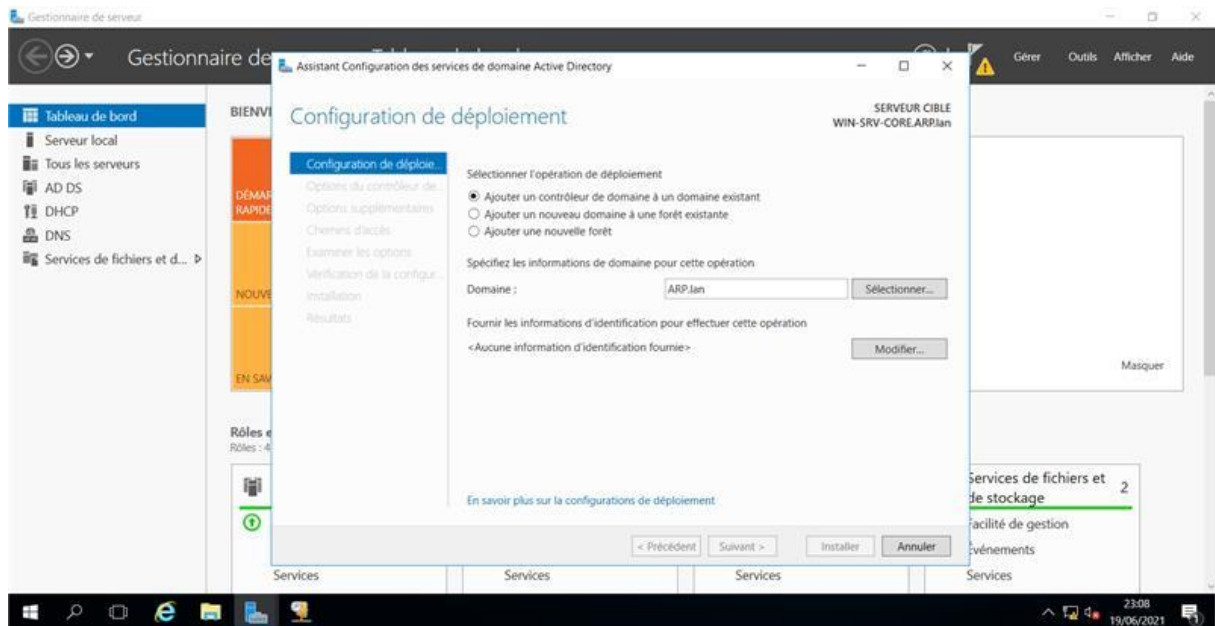 Gestionnaire de serveur
Gestionnaire de
Gérer Outils Afficher Aide
Tableau de bord
Serveur local
Tous les serveurs
AD DS
DHCP
DNS
Services de fichiers et d...
BIENV
DÉMAR
RAPIDE
NOUVE
EN SAV
Masquer
Rôles e
Rôles : 4
Assistant Configuration des services de domaine Active Directory
Configuration de déploiement
SERVEUR CIBLE
WIN-SRV-CORE.ARP.lan
Configuration de déploie...
Options du contrôleur de...
Options supplémentaires
Chemins d'accès
Examiner les options
Vérification de la configur...
Installation
Résultats
Sélectionner l'opération de déploiement
Ajouter un contrôleur de domaine à un domaine existant
Ajouter un nouveau domaine à une forêt existante
Ajouter une nouvelle forêt
Spécifiez les informations de domaine pour cette opération
Domaine : ARP.lan Sélectionner...
Fournir les informations d'identification pour effectuer cette opération
<Aucune information d'identification fournie> Modifier...
En savoir plus sur la configurations de déploiement
< Précédent Suivant > Installer Annuler
Services de fichiers et
de stockage
2
Facilité de gestion
Événements
Services Services Services Services
23:08
19/06/2021